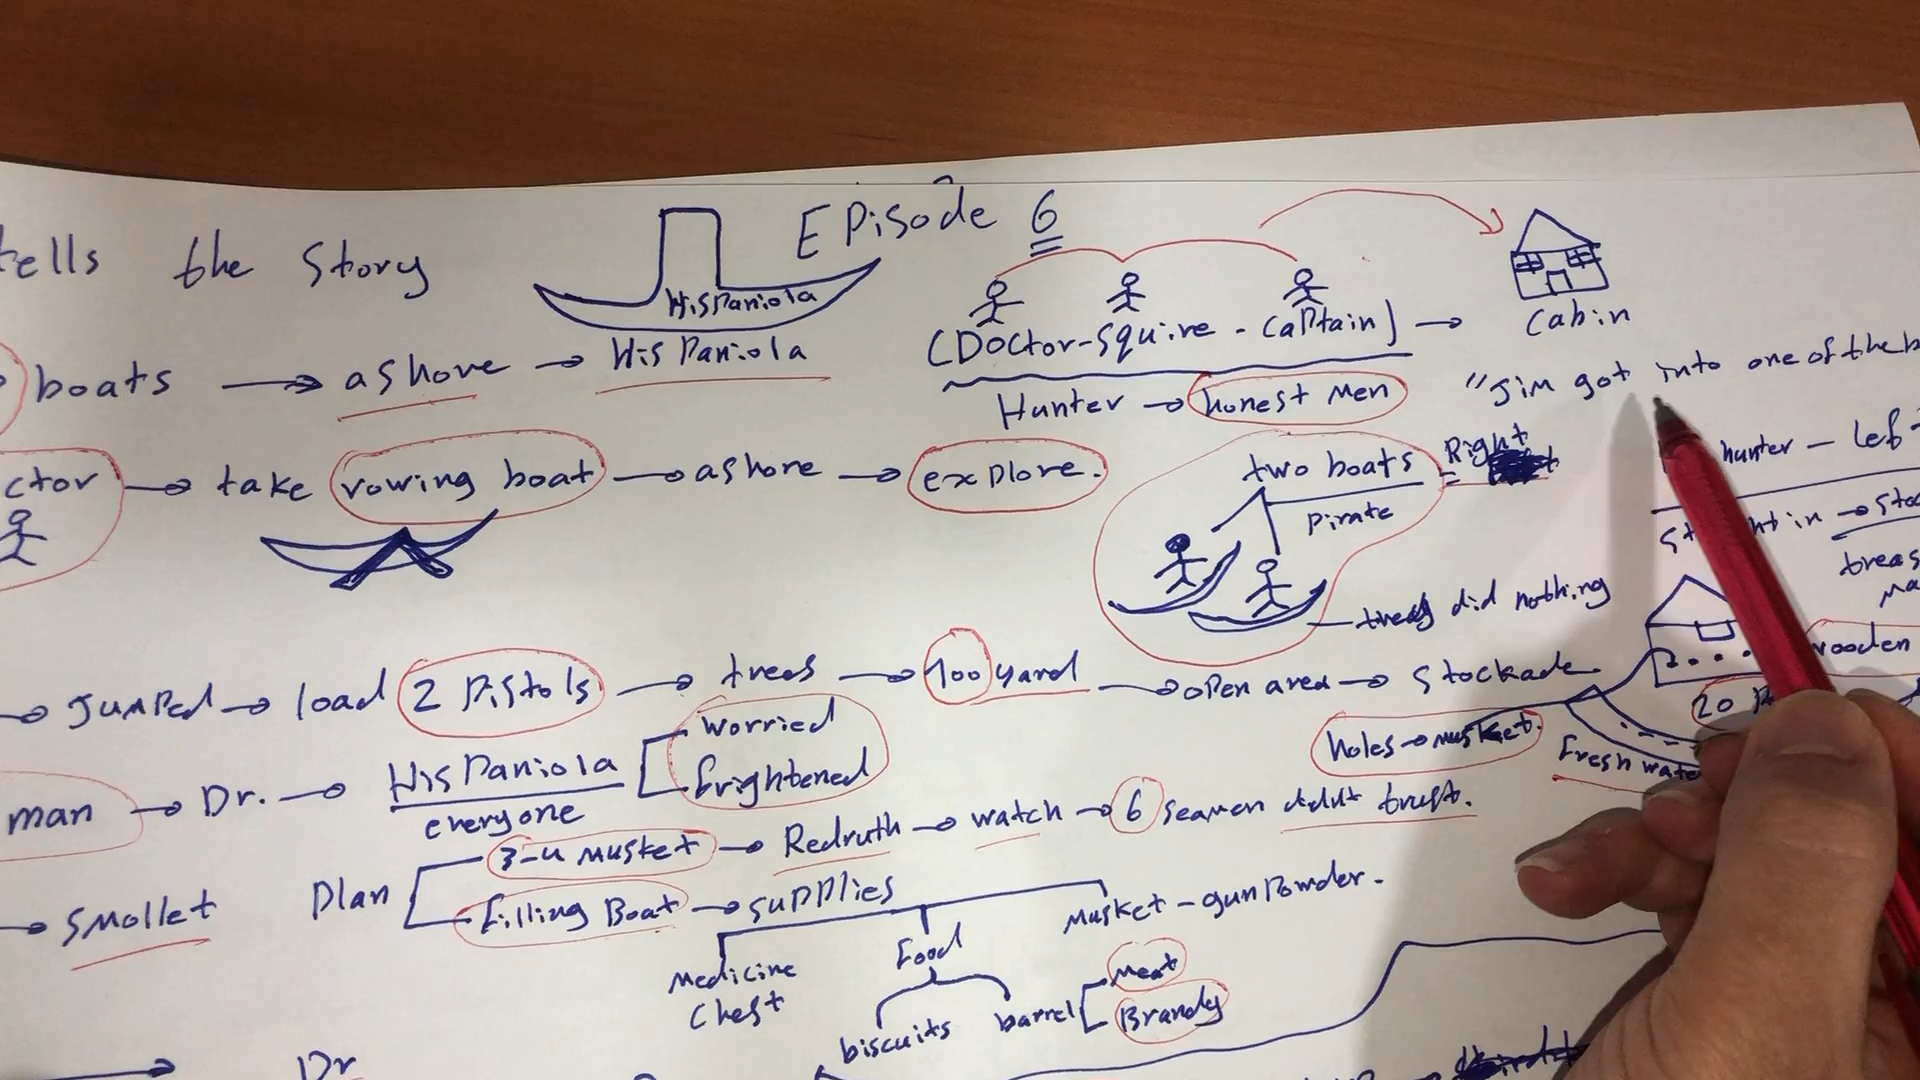 tells the story
EPisode 6
HisPaniola
boats → ashore → HisPaniola
(Doctor-squire - CaPtain) → Cabin
Hunter → honest men
"Jim got into one of the b
hunter - left
ctor → take rowing boat → ashore → explore.
two boats = Right
Pirate
did nothing
→ Jumped → load 2 Pistols → trees → 100 yard → open area → stockade
wooden
20
holes → musket.
Fresh water
man → Dr. → HisPaniola
everyone
worried
frightened
→ Smollet
Plan
3-4 musket → Redruth → watch → 6 seamen didn't trust.
filling Boat → supplies
Medicine Chest
Food
Musket - gunPowder.
biscuits
barrel
Meat
Brandy
Dr